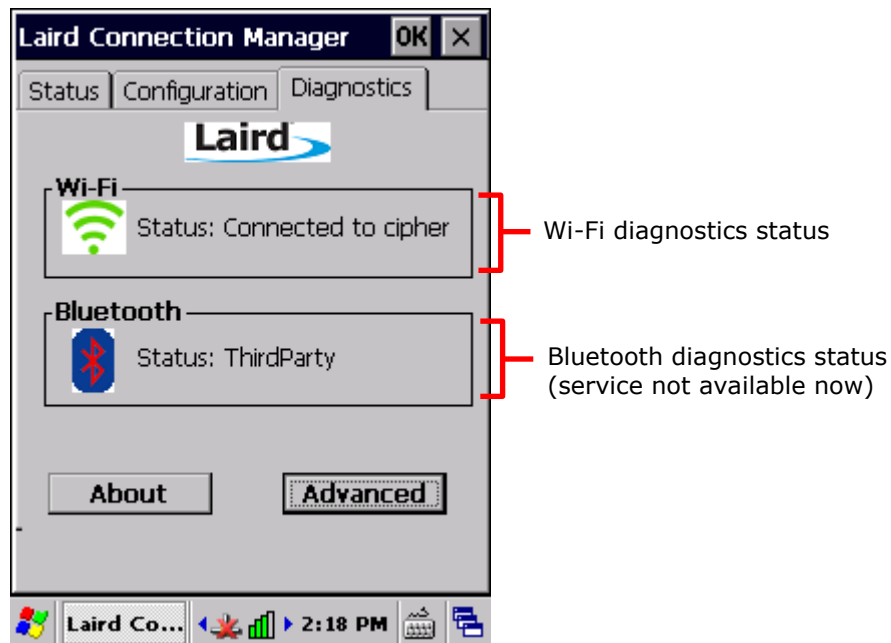 Laird Connection Manager OK ×
Status Configuration Diagnostics
Laird
Wi-Fi
Status: Connected to cipher
Wi-Fi diagnostics status
Bluetooth
Status: ThirdParty
Bluetooth diagnostics status
(service not available now)
About Advanced
Laird Co... 2:18 PM